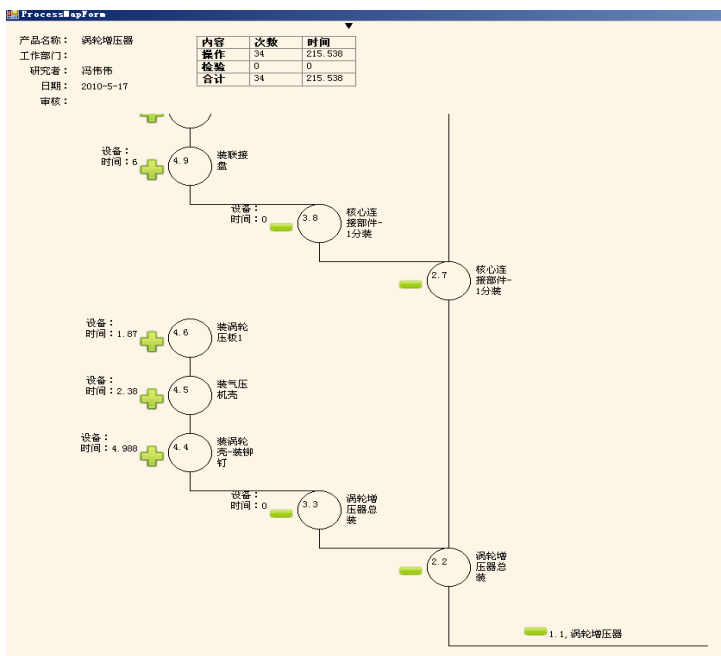 ProcessMapForm
产品名称： 涡轮增压器
工作部门：
研究者： 冯伟伟
日期： 2010-5-17
审核：
内容 次数 时间
操作 34 215.538
检验 0 0
合计 34 215.538
设备：
时间：6
4.9
装联接
盘
设备：
时间：0
3.8
核心连
接部件-
1分装
2.7
核心连
接部件-
1分装
设备：
时间：1.87
4.6
装涡轮
压板1
设备：
时间：2.38
4.5
装气压
机壳
设备：
时间：4.988
4.4
装涡轮
壳-装铆
钉
设备：
时间：0
3.3
涡轮增
压器总
装
2.2
涡轮增
压器总
装
1.1,涡轮增压器